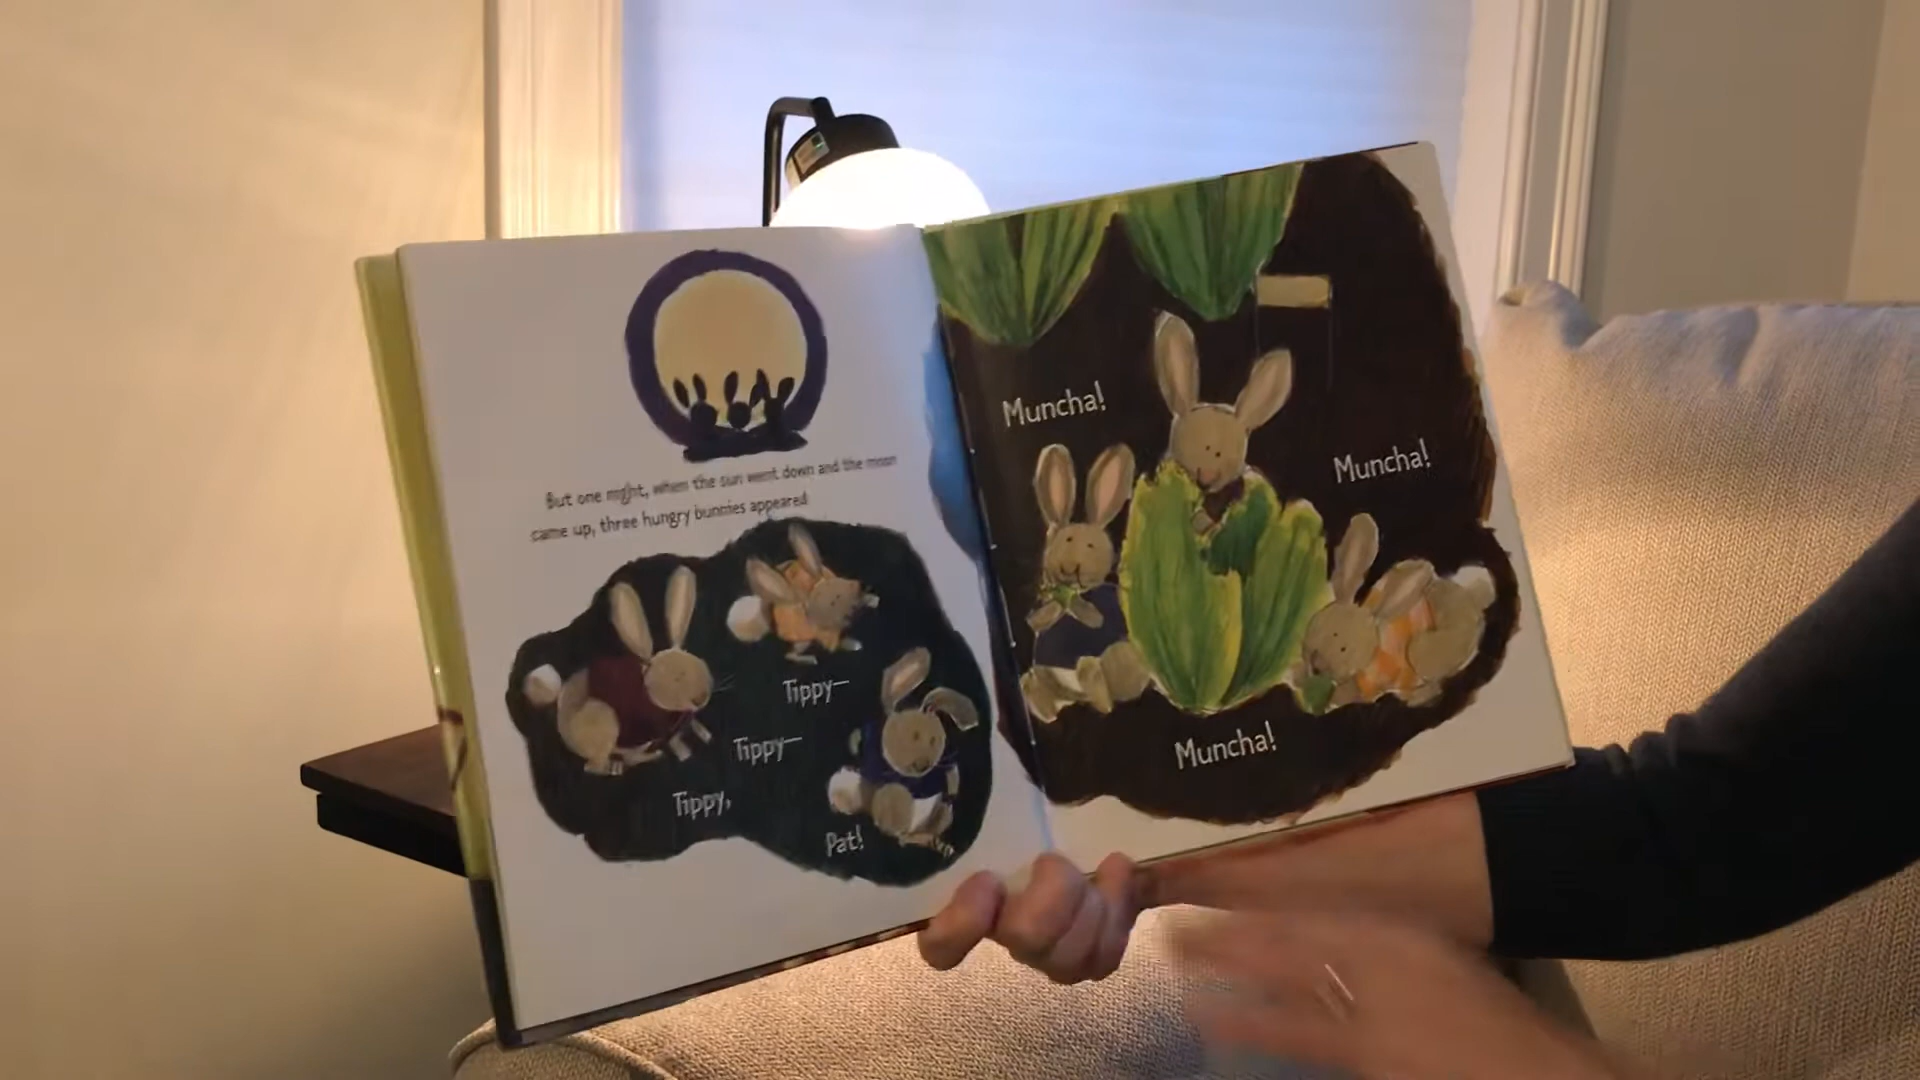 But one night, when the sun went down and the moon
came up, three hungry bunnies appeared
Tippy—
Tippy—
Tippy,
Pat!
Muncha!
Muncha!
Muncha!